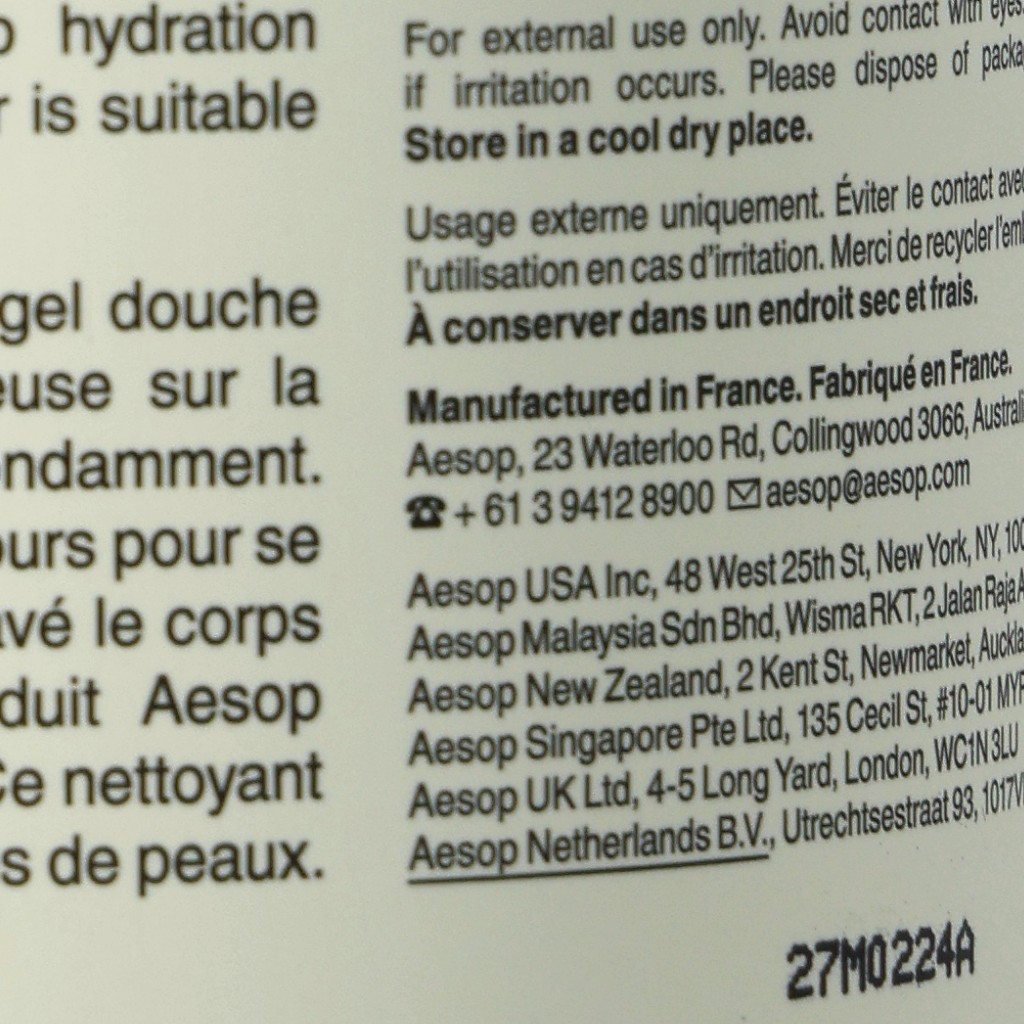 hydration
is suitable
gel douche
sur la
pour se
le corps
Aesop
nettoyant
de peaux.
For external use only. Avoid contact with eyes.
if irritation occurs. Please dispose of
Store in a cool dry place.
Usage externe uniquement. Éviter le contact avec
l'utilisation en cas d'irritation. Merci de recycler
À conserver dans un endroit sec et frais.
Manufactured in France. Fabriqué en France.
Aesop, 23 Waterloo Rd, Collingwood 3066,
☎ + 61 3 9412 8900 ✉ aesop@aesop.com
Aesop USA Inc, 48 West 25th St, New York, NY,
Aesop Malaysia Sdn Bhd, Wisma RKT, 2 Jalan Raja
Aesop New Zealand, 2 Kent St, Newmarket,
Aesop Singapore Pte Ltd, 135 Cecil St, #10-01
Aesop UK Ltd, 4-5 Long Yard, London, WC1N 3LU
Aesop Netherlands B.V., Utrechtsestraat 93,
27M0224A